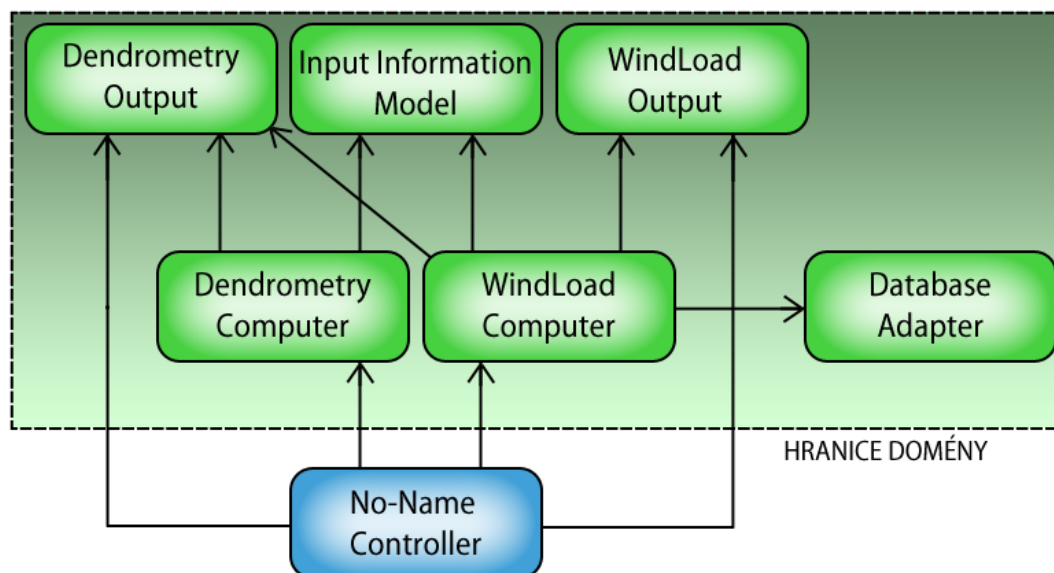 Dendrometry
Output
Input Information
Model
WindLoad
Output
Dendrometry
Computer
WindLoad
Computer
Database
Adapter
HRANICE DOMÉNY
No-Name
Controller